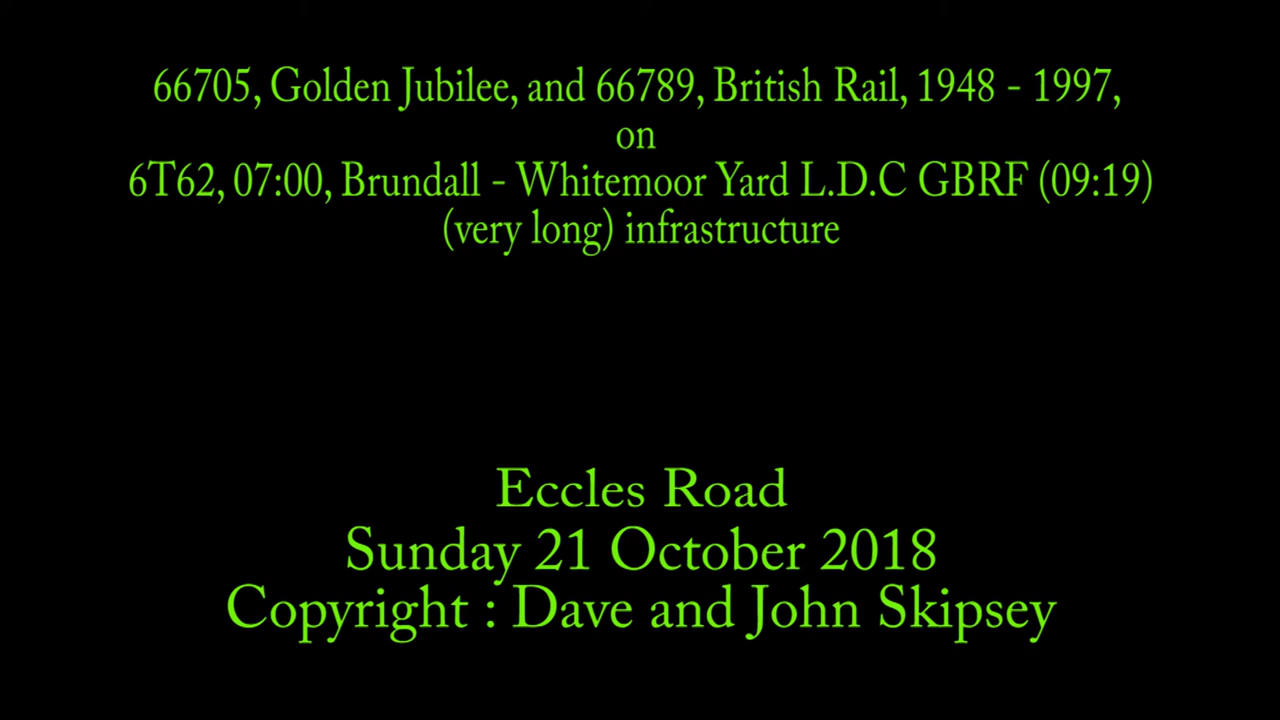 66705, Golden Jubilee, and 66789, British Rail, 1948 - 1997,
on
6T62, 07:00, Brundall - Whitemoor Yard L.D.C GBRF (09:19)
(very long) infrastructure
Eccles Road
Sunday 21 October 2018
Copyright : Dave and John Skipsey